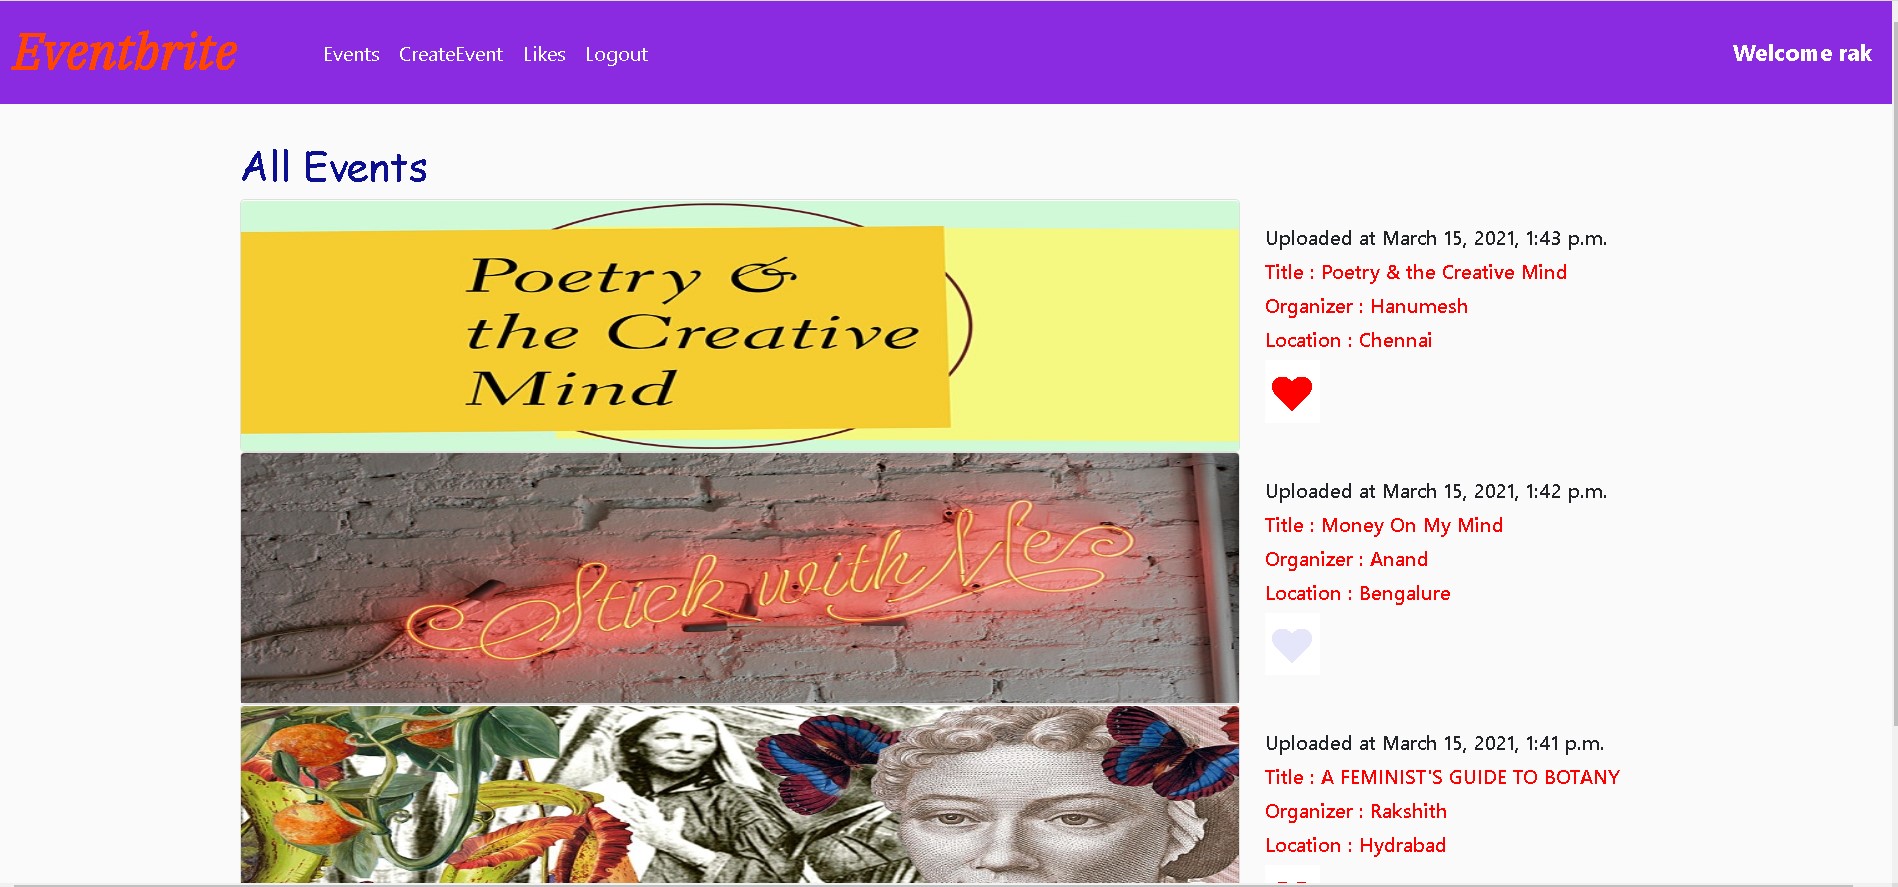 Eventbrite
Events CreateEvent Likes Logout
Welcome rak
All Events
Poetry &
the Creative
Mind
Uploaded at March 15, 2021, 1:43 p.m.
Title : Poetry & the Creative Mind
Organizer : Hanumesh
Location : Chennai
Stick with Me
Uploaded at March 15, 2021, 1:42 p.m.
Title : Money On My Mind
Organizer : Anand
Location : Bengalure
Uploaded at March 15, 2021, 1:41 p.m.
Title : A FEMINIST'S GUIDE TO BOTANY
Organizer : Rakshith
Location : Hydrabad